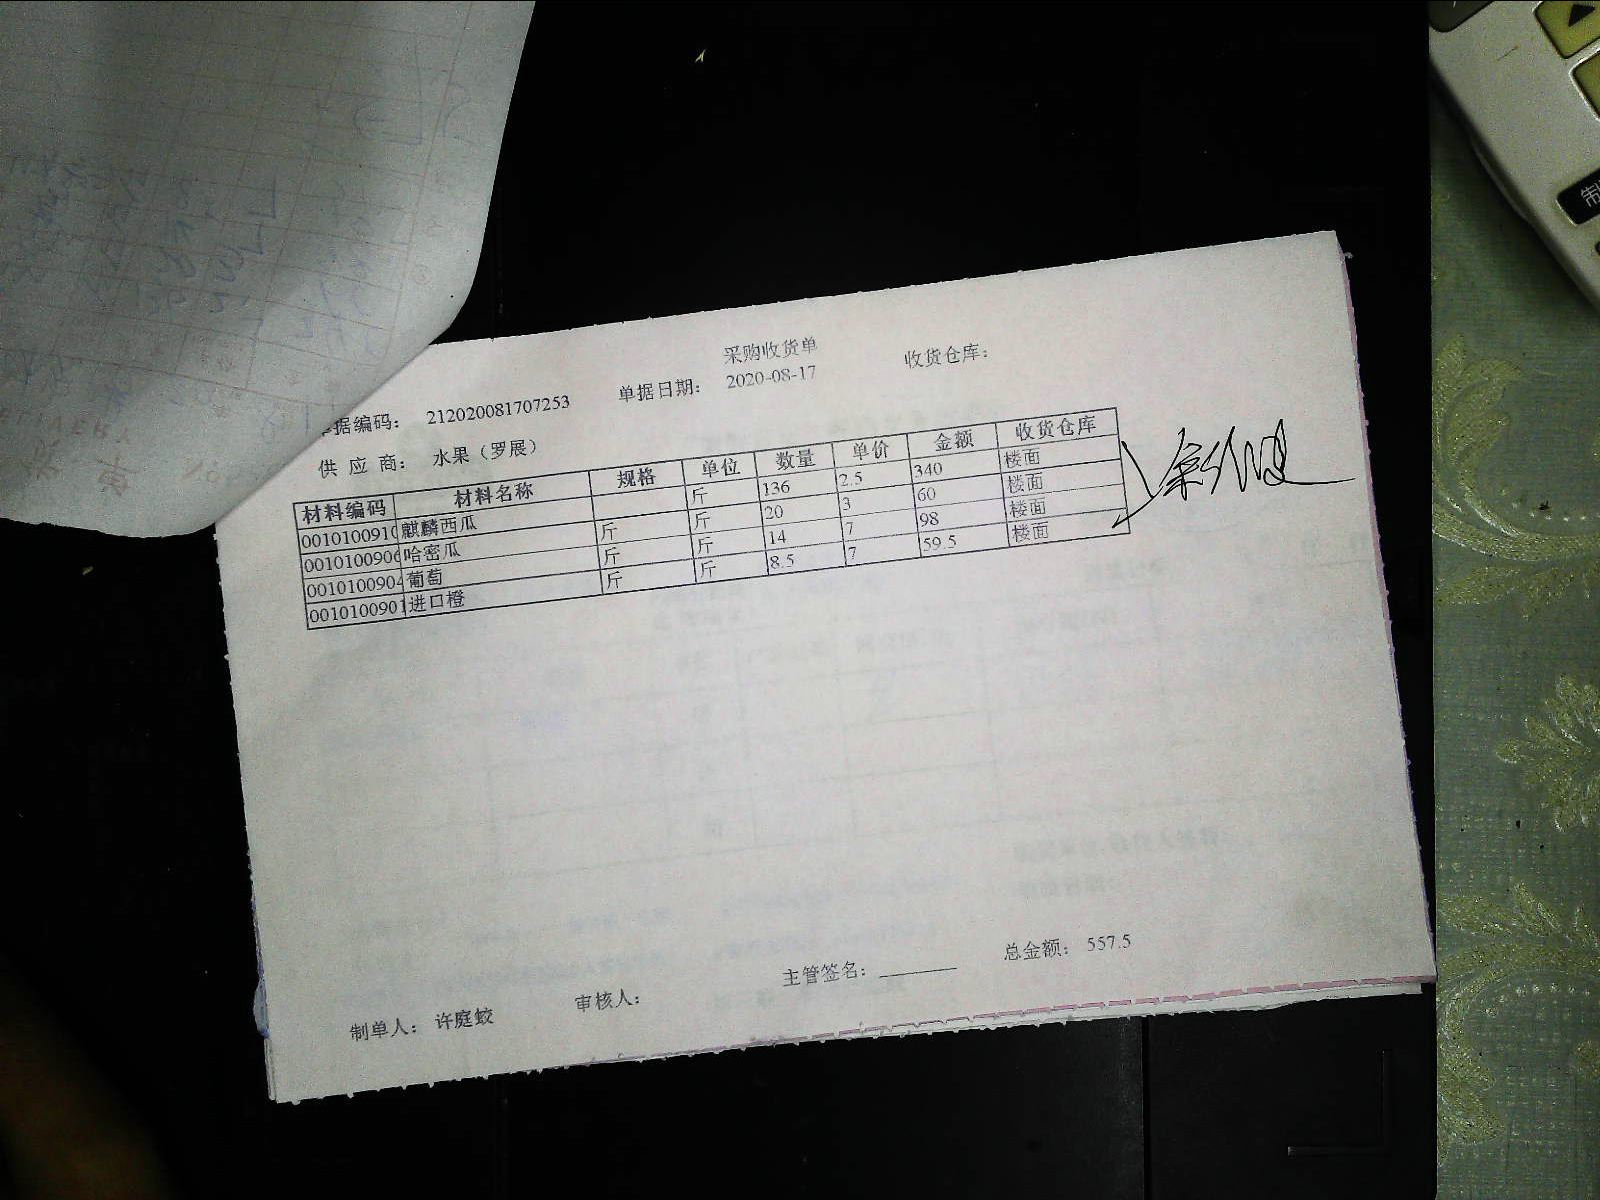 采购收货单
据编码: 212020081707253 单据日期: 2020-08-17 收货仓库:
供 应 商: 水果（罗展）
材料编码 材料名称 规格 单位 数量 单价 金额 收货仓库
0010100910 麒麟西瓜 斤 136 2.5 340 楼面
0010100906 哈密瓜 斤 斤 20 3 60 楼面
0010100904 葡萄 斤 斤 14 7 98 楼面
0010100901 进口橙 斤 斤 8.5 7 59.5 楼面
制单人: 许庭蛟 审核人: 主管签名: 总金额: 557.5
制